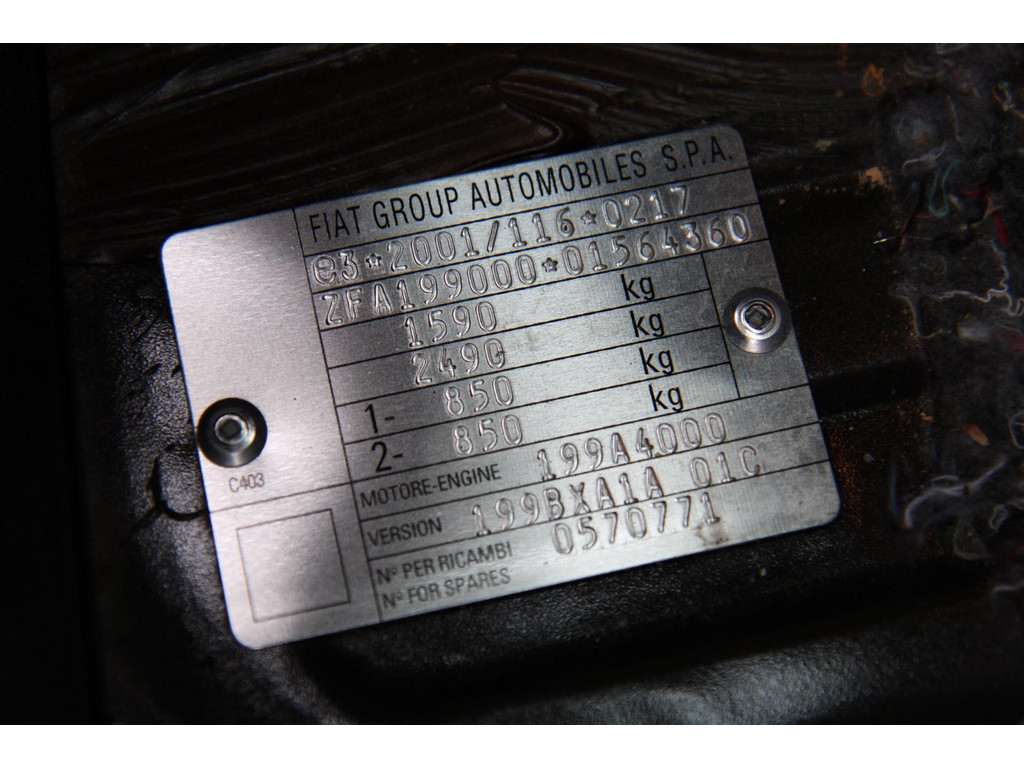 FIAT GROUP AUTOMOBILES S.P.A.
e3*2001/116*0217
ZFA199000*01564360
1590 kg
2490 kg
1- 850 kg
2- 850 kg
C403
MOTORE-ENGINE 199A4000
VERSION 199BXA1A 01C
Nº PER RICAMBI 0570771
Nº FOR SPARES